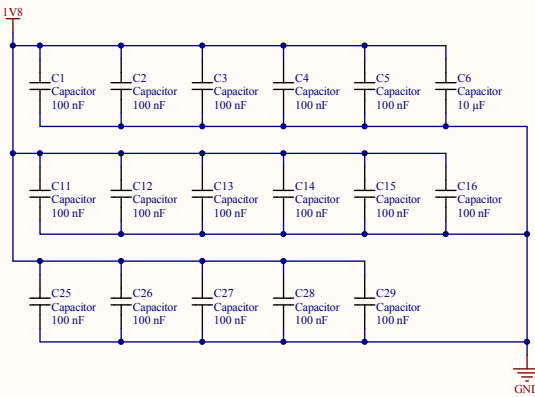 1V8
C1 C2 C3 C4 C5 C6
Capacitor Capacitor Capacitor Capacitor Capacitor Capacitor
100 nF 100 nF 100 nF 100 nF 100 nF 10 µF
C11 C12 C13 C14 C15 C16
Capacitor Capacitor Capacitor Capacitor Capacitor Capacitor
100 nF 100 nF 100 nF 100 nF 100 nF 100 nF
C25 C26 C27 C28 C29
Capacitor Capacitor Capacitor Capacitor Capacitor
100 nF 100 nF 100 nF 100 nF 100 nF
GND